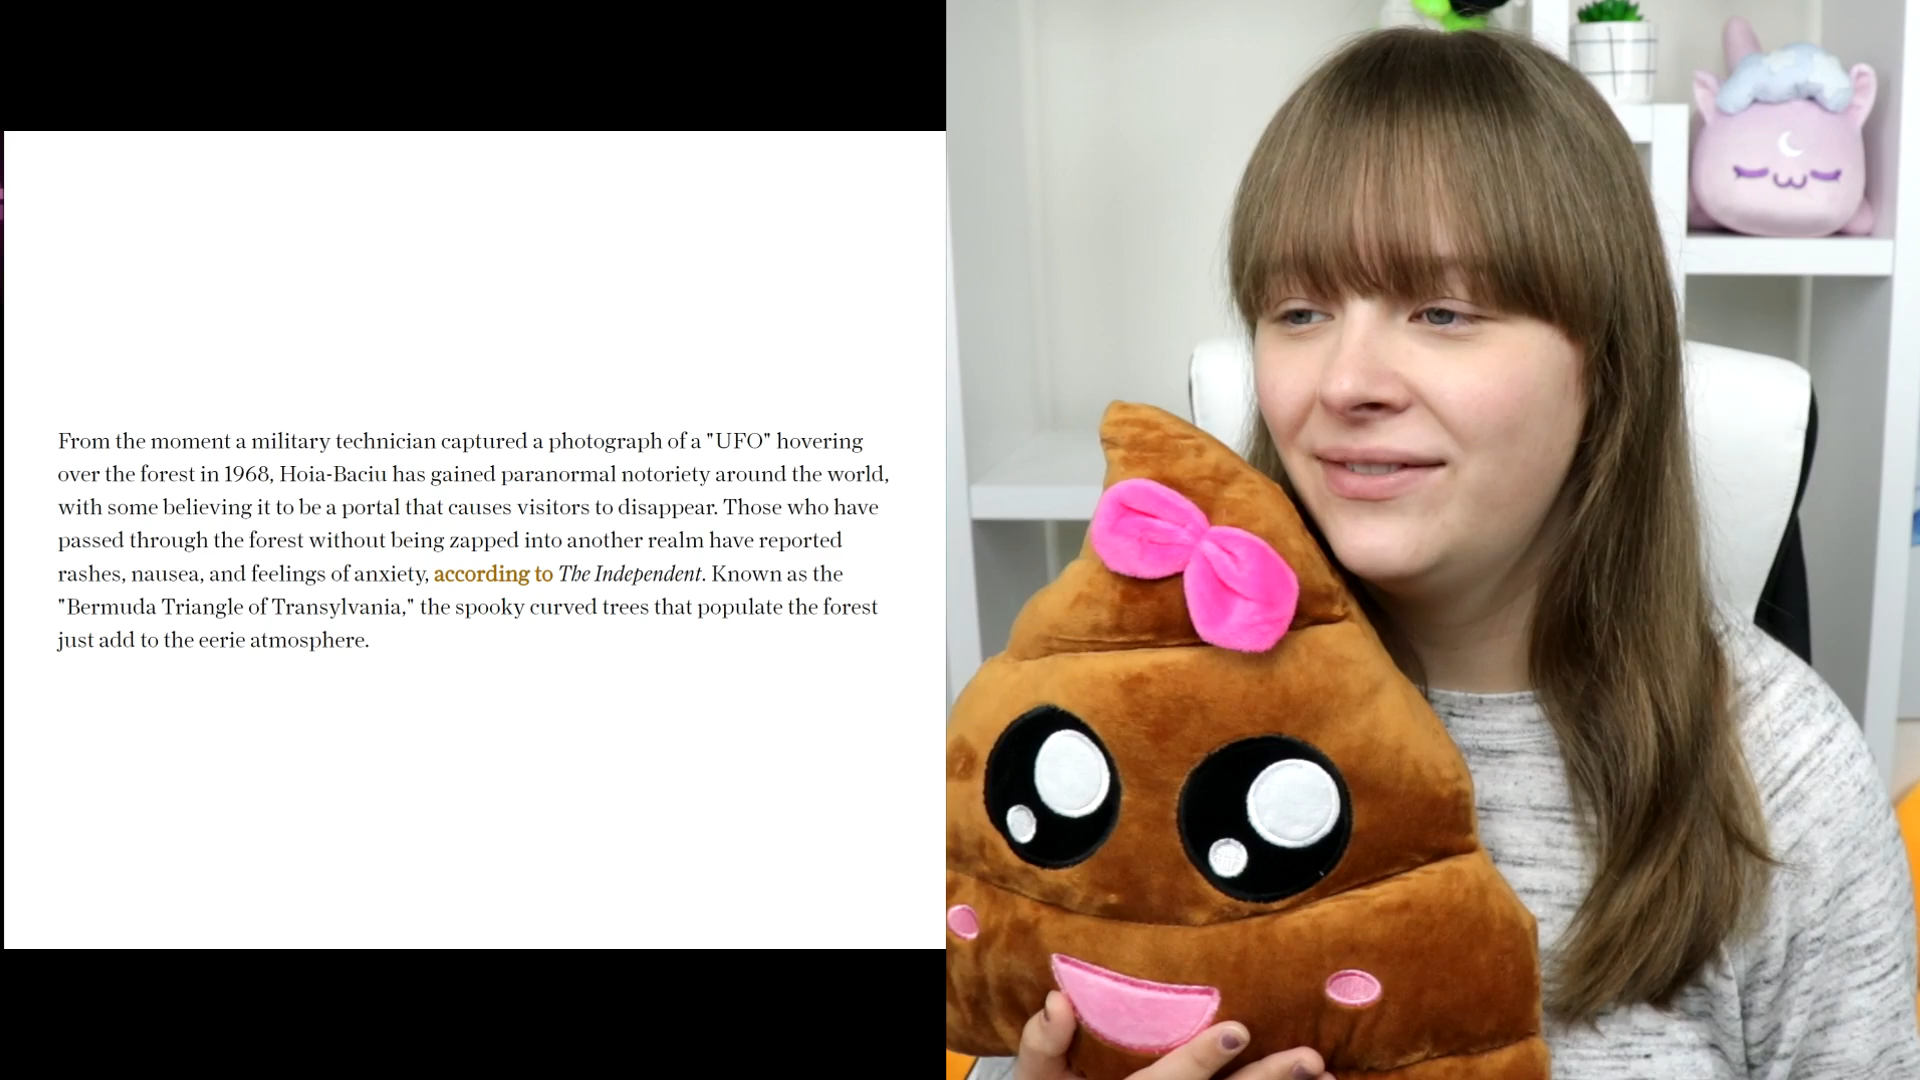 From the moment a military technician captured a photograph of a "UFO" hovering
over the forest in 1968, Hoia-Baciu has gained paranormal notoriety around the world,
with some believing it to be a portal that causes visitors to disappear. Those who have
passed through the forest without being zapped into another realm have reported
rashes, nausea, and feelings of anxiety, according to The Independent. Known as the
"Bermuda Triangle of Transylvania," the spooky curved trees that populate the forest
just add to the eerie atmosphere.